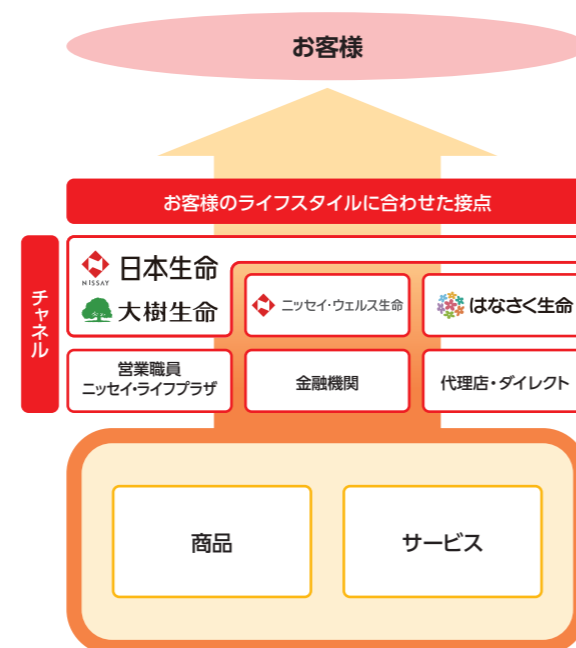 お客様
お客様のライフスタイルに合わせた接点
チャネル
NISSAY
日本生命
大樹生命
ニッセイ・ウェルス生命
はなさく生命
営業職員
ニッセイ・ライフプラザ
金融機関
代理店・ダイレクト
商品
サービス